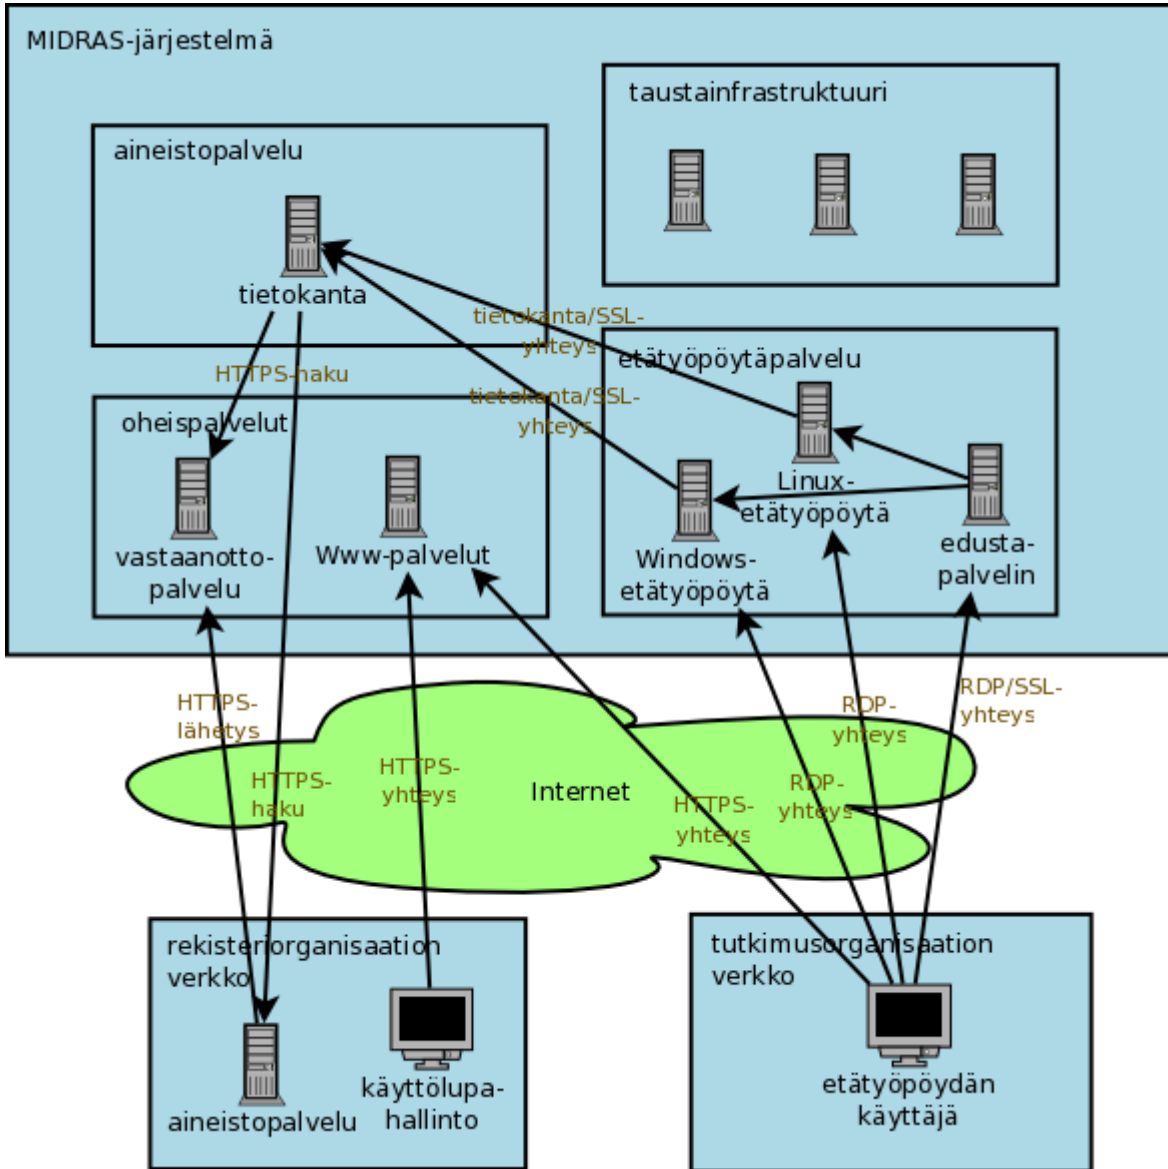 MIDRAS-järjestelmä
taustainfrastruktuuri
aineistopalvelu
tietokanta
tietokanta/SSL-
yhteys
etätyöpöytäpalvelu
HTTPS-haku
tietokanta/SSL-
yhteys
oheispalvelut
Linux-
etätyöpöytä
vastaanotto-
palvelu
Www-palvelut
Windows-
etätyöpöytä
edusta-
palvelin
HTTPS-
lähetys
RDP-
yhteys
RDP/SSL-
yhteys
HTTPS-
haku
HTTPS-
yhteys
Internet
HTTPS-
yhteys
RDP-
yhteys
rekisteriorganisaation
verkko
tutkimusorganisaation
verkko
aineistopalvelu
käyttölupa-
hallinto
etätyöpöydän
käyttäjä